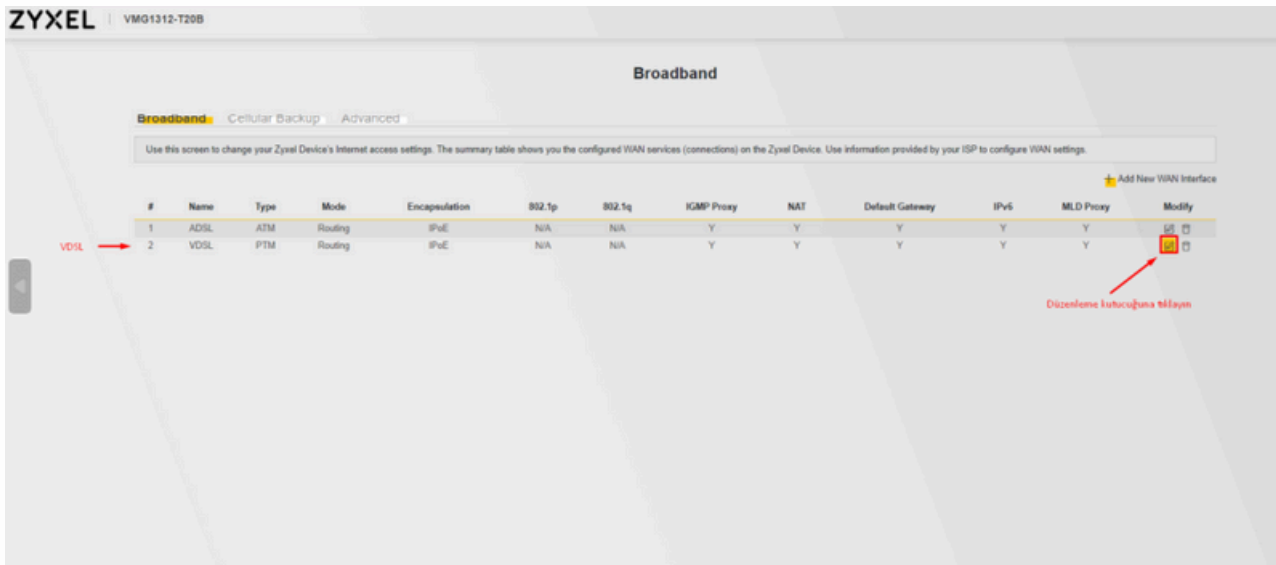 ZYXEL VMG1312-T20B
Broadband
Broadband Cellular Backup Advanced
Use this screen to change your Zyxel Device's Internet access settings. The summary table shows you the configured WAN services (connections) on the Zyxel Device. Use information provided by your ISP to configure WAN settings.
Add New WAN Interface
# Name Type Mode Encapsulation 802.1p 802.1q IGMP Proxy NAT Default Gateway IPv6 MLD Proxy Modify
1 ADSL ATM Routing IPoE N/A N/A Y Y Y Y Y
VDSL 2 VDSL PTM Routing IPoE N/A N/A Y Y Y Y Y
Düzenleme kutucuğuna tıklayın